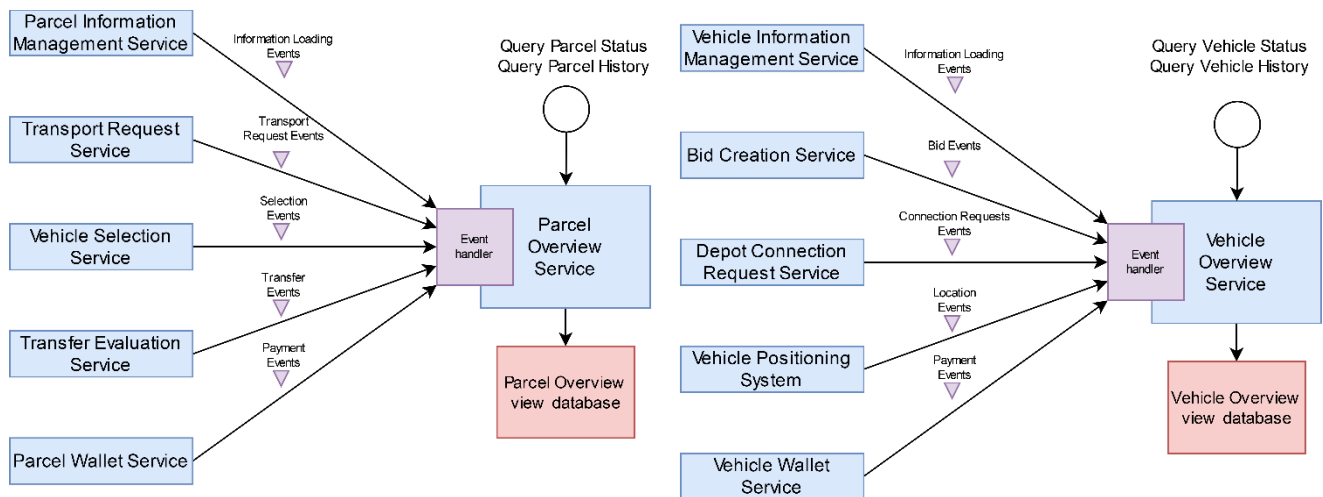 Parcel Information
Management Service
Information Loading
Events
Query Parcel Status
Query Parcel History
Transport Request
Service
Transport
Request Events
Vehicle Selection
Service
Selection
Events
Event
handler
Parcel
Overview
Service
Transfer Evaluation
Service
Transfer
Events
Payment
Events
Parcel Wallet Service
Parcel Overview
view database
Vehicle Information
Management Service
Information Loading
Events
Query Vehicle Status
Query Vehicle History
Bid Creation Service
Bid Events
Depot Connection
Request Service
Connection Requests
Events
Event
handler
Vehicle
Overview
Service
Vehicle Positioning
System
Location
Events
Payment
Events
Vehicle Wallet
Service
Vehicle Overview
view database